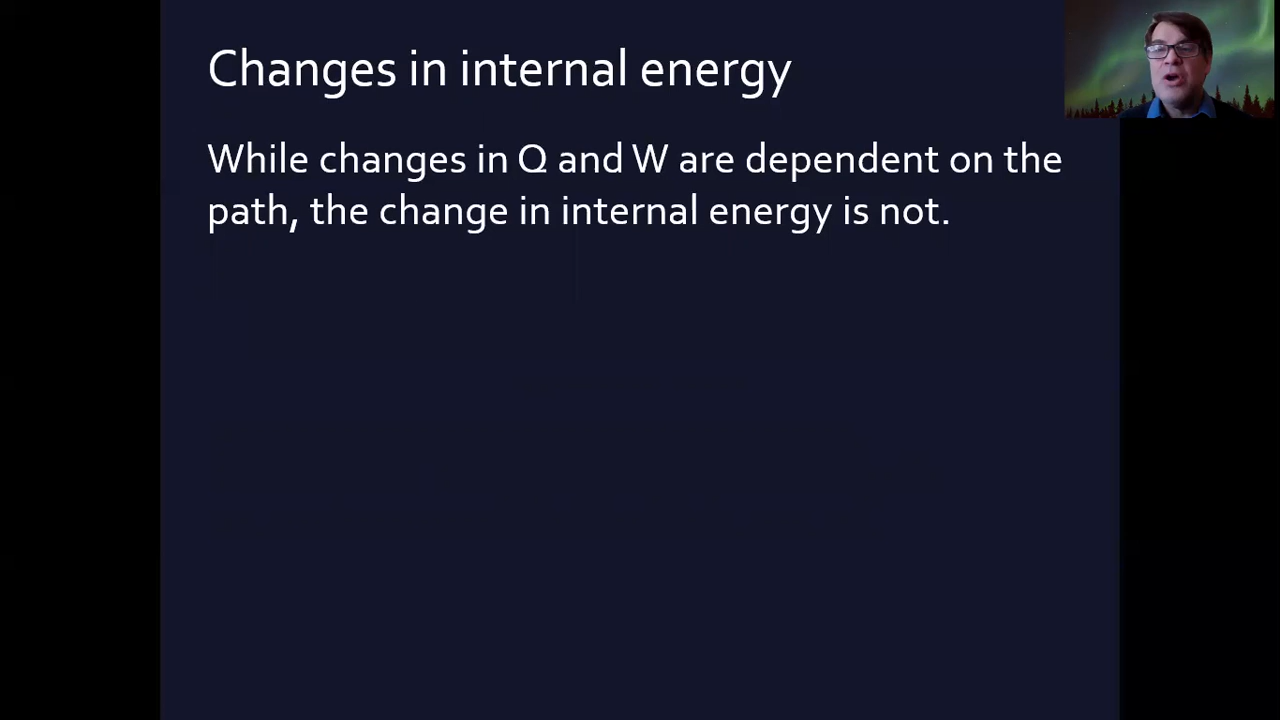 Changes in internal energy
While changes in Q and W are dependent on the
path, the change in internal energy is not.